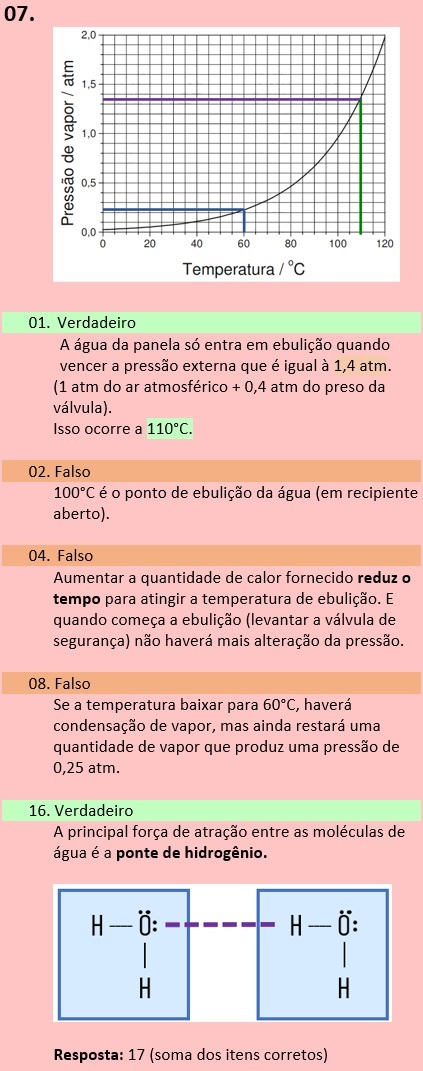 07.
Pressão de vapor / atm
2,0
1,5
1,0
0,5
0,0
0 20 40 60 80 100 120
Temperatura / °C
01. Verdadeiro
A água da panela só entra em ebulição quando
vencer a pressão externa que é igual à 1,4 atm.
(1 atm do ar atmosférico + 0,4 atm do preso da
válvula).
Isso ocorre a 110°C.
02. Falso
100°C é o ponto de ebulição da água (em recipiente
aberto).
04. Falso
Aumentar a quantidade de calor fornecido reduz o
tempo para atingir a temperatura de ebulição. E
quando começa a ebulição (levantar a válvula de
segurança) não haverá mais alteração da pressão.
08. Falso
Se a temperatura baixar para 60°C, haverá
condensação de vapor, mas ainda restará uma
quantidade de vapor que produz uma pressão de
0,25 atm.
16. Verdadeiro
A principal força de atração entre as moléculas de
água é a ponte de hidrogênio.
H — Ö: H — Ö:
H H
Resposta: 17 (soma dos itens corretos)